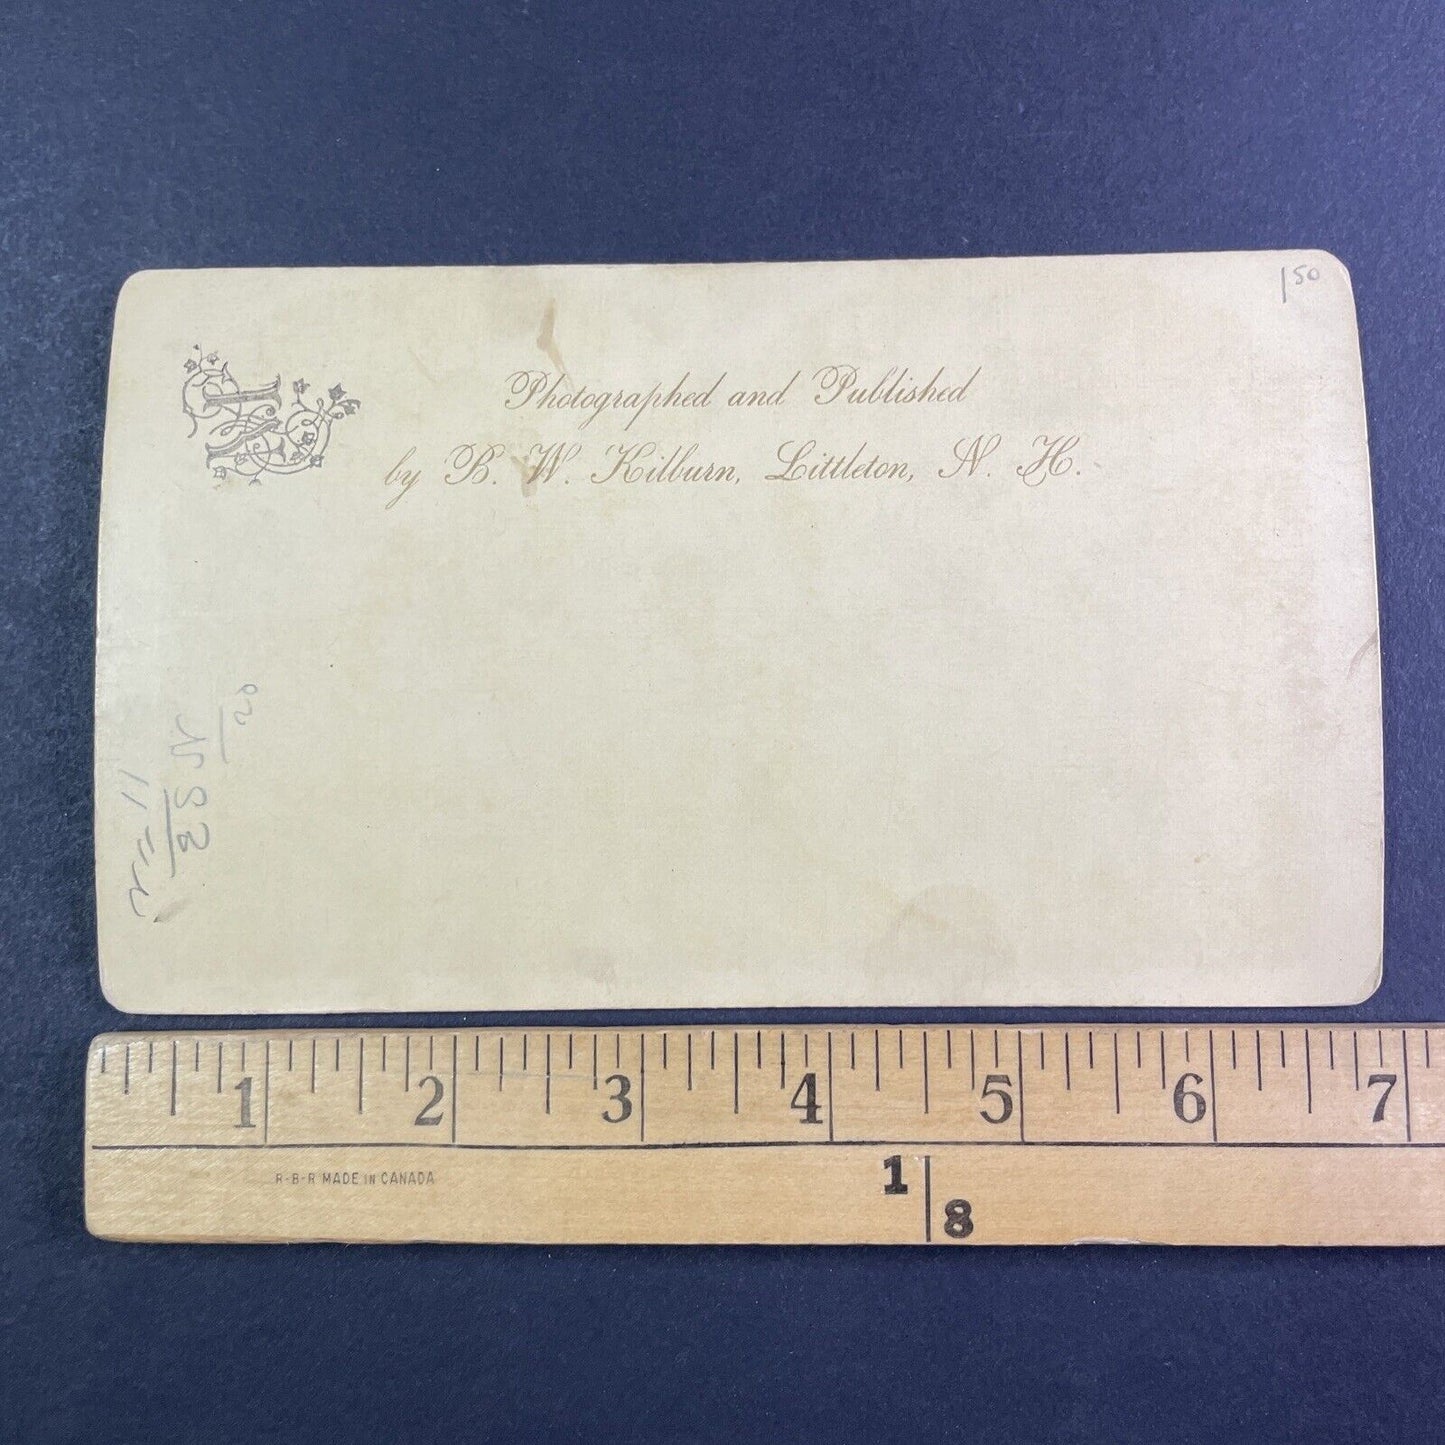 150
Photographed and Published
by B. W. Kilburn, Littleton, N. H.
1 2 3 4 5 6 7
R-B-R MADE IN CANADA
1
8